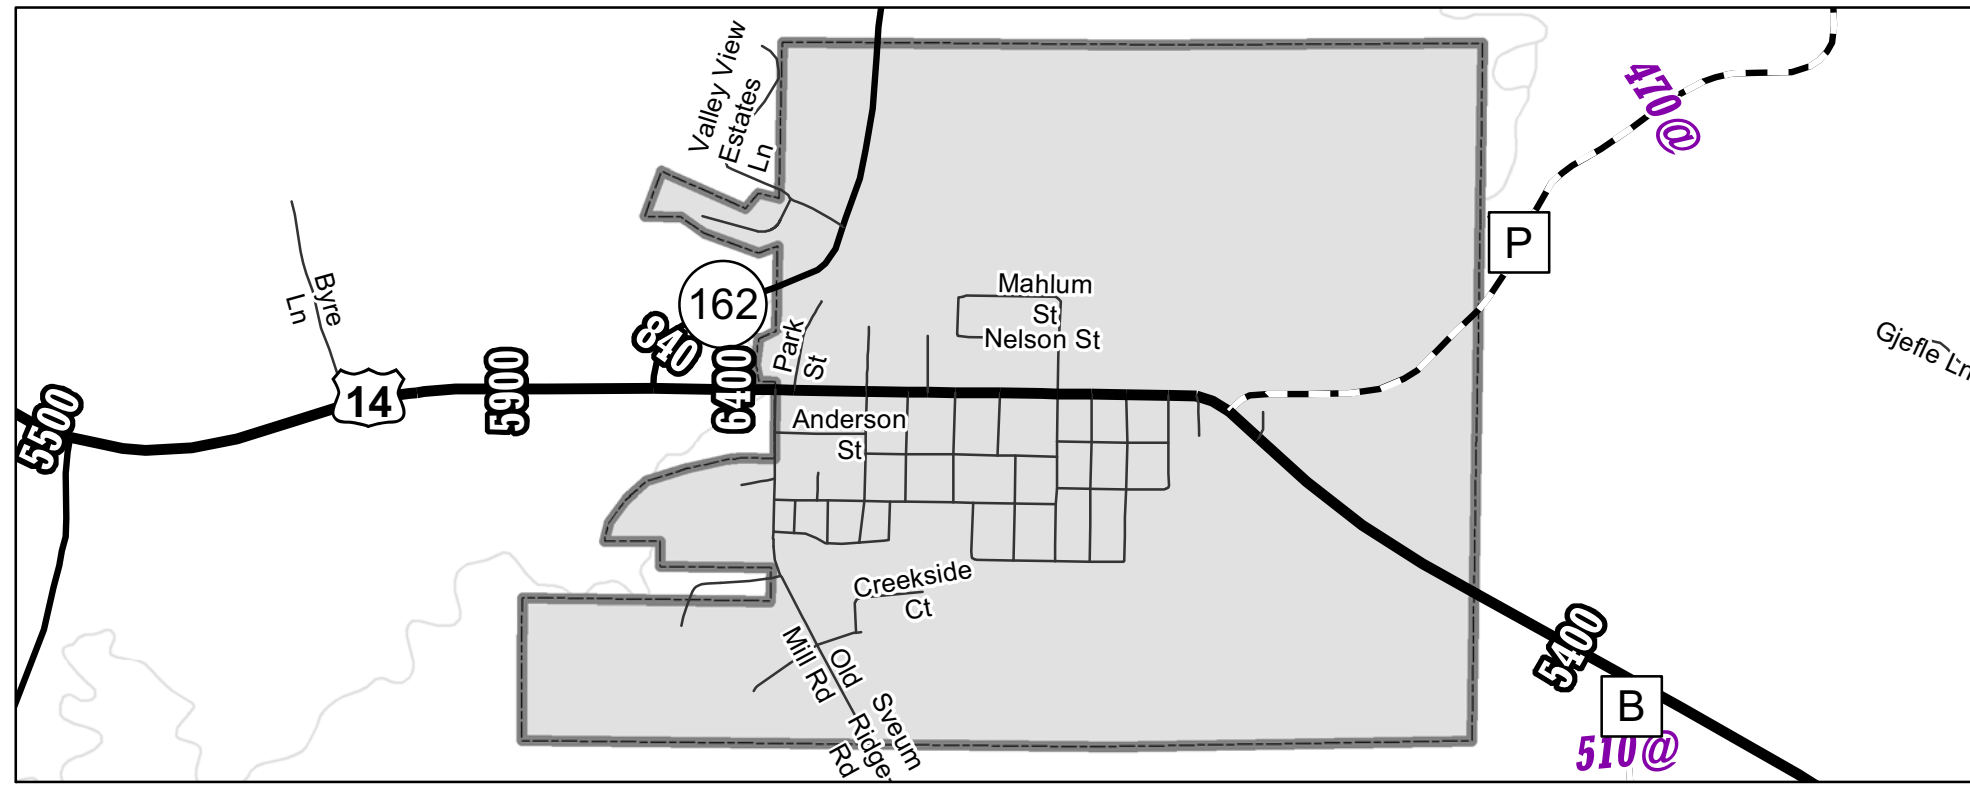 Valley View
Estates
Ln
470@
P
162
Mahlum
St
Nelson St
Byre
Ln
840
Park
St
Gjefle Ln
5900
6400
14
5500
Anderson
St
Creekside
Ct
Old
Mill Rd
Sveum
Ridge
Rd
5400
B
510@